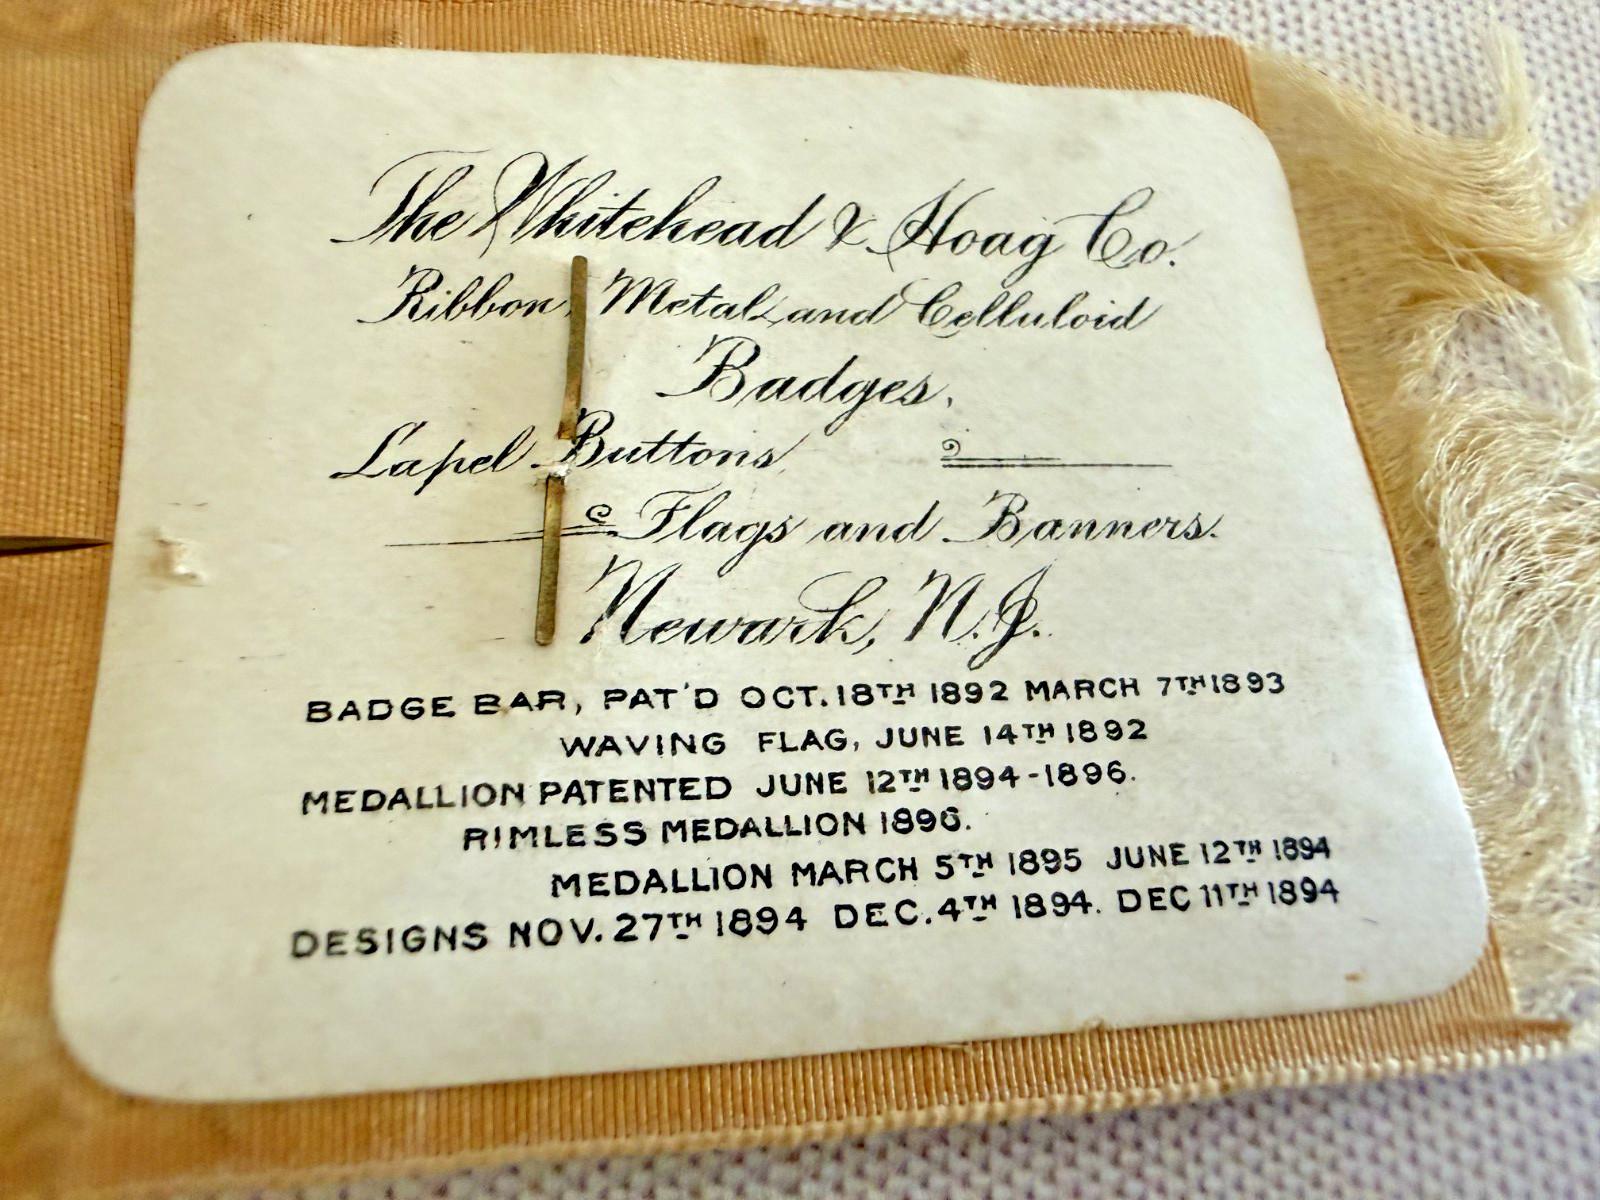 The Whitehead & Hoag Co.
Ribbon, Metal and Celluloid
Badges,
Lapel Buttons,
Flags and Banners.
Newark, N.J.
BADGE BAR, PAT'D OCT. 18TH 1892 MARCH 7TH 1893
WAVING FLAG, JUNE 14TH 1892
MEDALLION PATENTED JUNE 12TH 1894-1896.
RIMLESS MEDALLION 1896.
MEDALLION MARCH 5TH 1895 JUNE 12TH 1894
DESIGNS NOV. 27TH 1894 DEC. 4TH 1894. DEC 11TH 1894